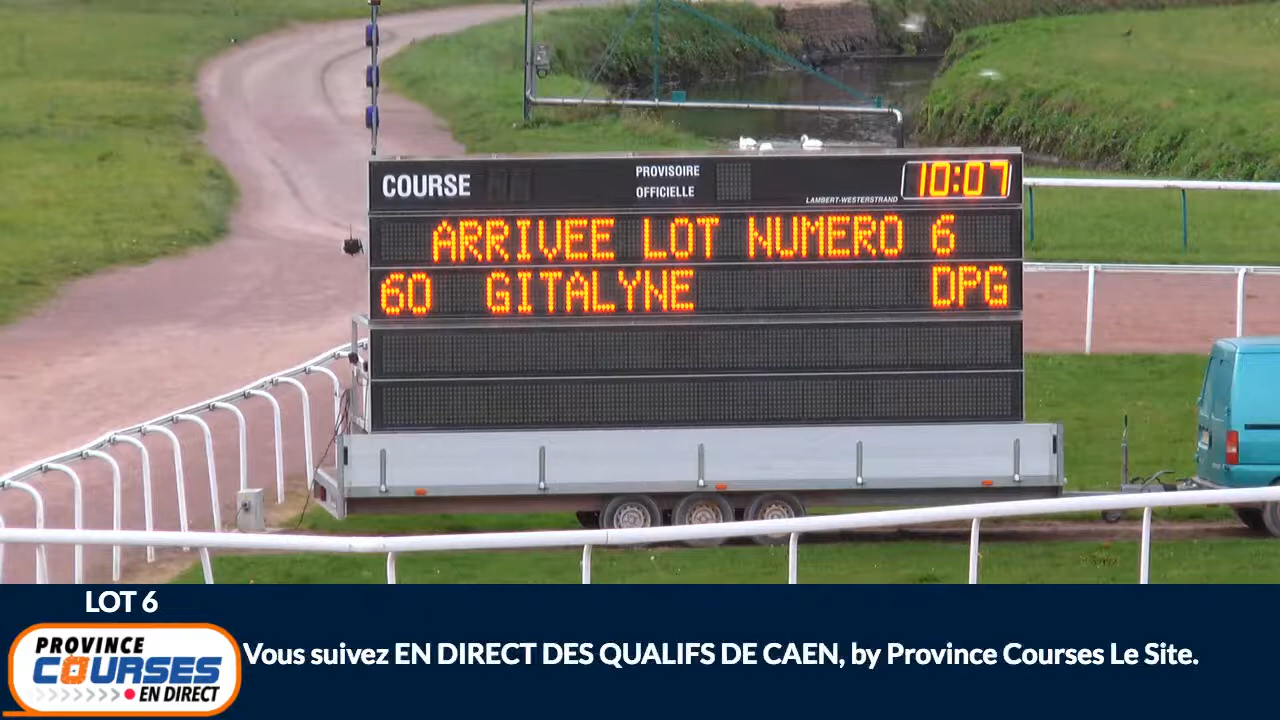 COURSE
PROVISOIRE
OFFICIELLE
LAMBERT-WESTERSTRAND
10:07
ARRIVEE LOT NUMERO 6
60 GITALYNE DPG
LOT 6
PROVINCE
COURSES
EN DIRECT
Vous suivez EN DIRECT DES QUALIFS DE CAEN, by Province Courses Le Site.